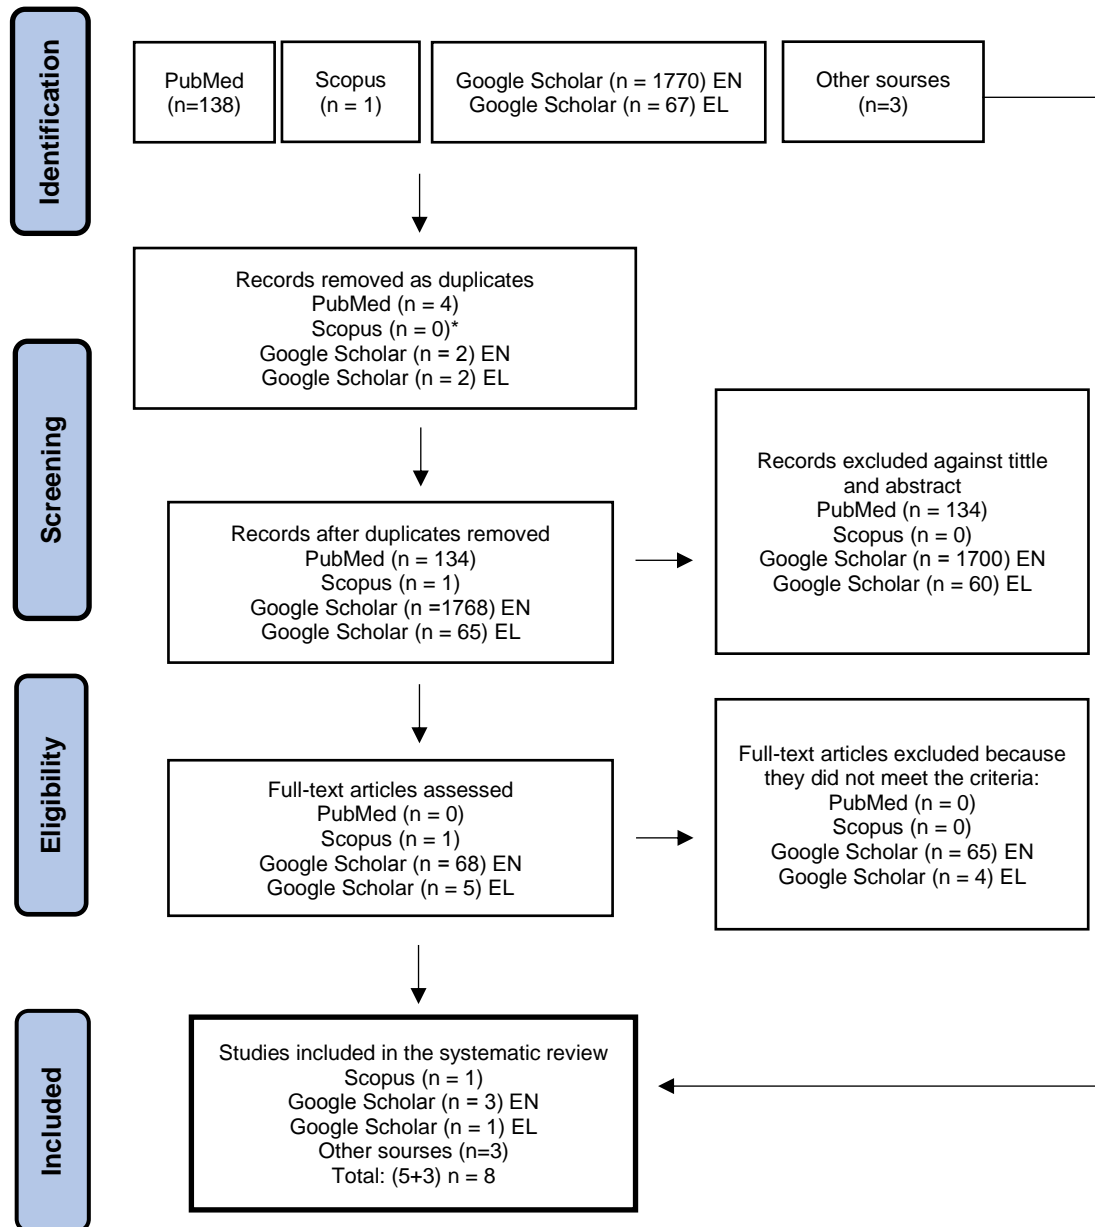 Identification
PubMed
(n=138)
Scopus
(n = 1)
Google Scholar (n = 1770) EN
Google Scholar (n = 67) EL
Other sourses
(n=3)
Records removed as duplicates
PubMed (n = 4)
Scopus (n = 0)*
Google Scholar (n = 2) EN
Google Scholar (n = 2) EL
Screening
Records after duplicates removed
PubMed (n = 134)
Scopus (n = 1)
Google Scholar (n =1768) EN
Google Scholar (n = 65) EL
Records excluded against tittle
and abstract
PubMed (n = 134)
Scopus (n = 0)
Google Scholar (n = 1700) EN
Google Scholar (n = 60) EL
Eligibility
Full-text articles assessed
PubMed (n = 0)
Scopus (n = 1)
Google Scholar (n = 68) EN
Google Scholar (n = 5) EL
Full-text articles excluded because
they did not meet the criteria:
PubMed (n = 0)
Scopus (n = 0)
Google Scholar (n = 65) EN
Google Scholar (n = 4) EL
Included
Studies included in the systematic review
Scopus (n = 1)
Google Scholar (n = 3) EN
Google Scholar (n = 1) EL
Other sourses (n=3)
Total: (5+3) n = 8